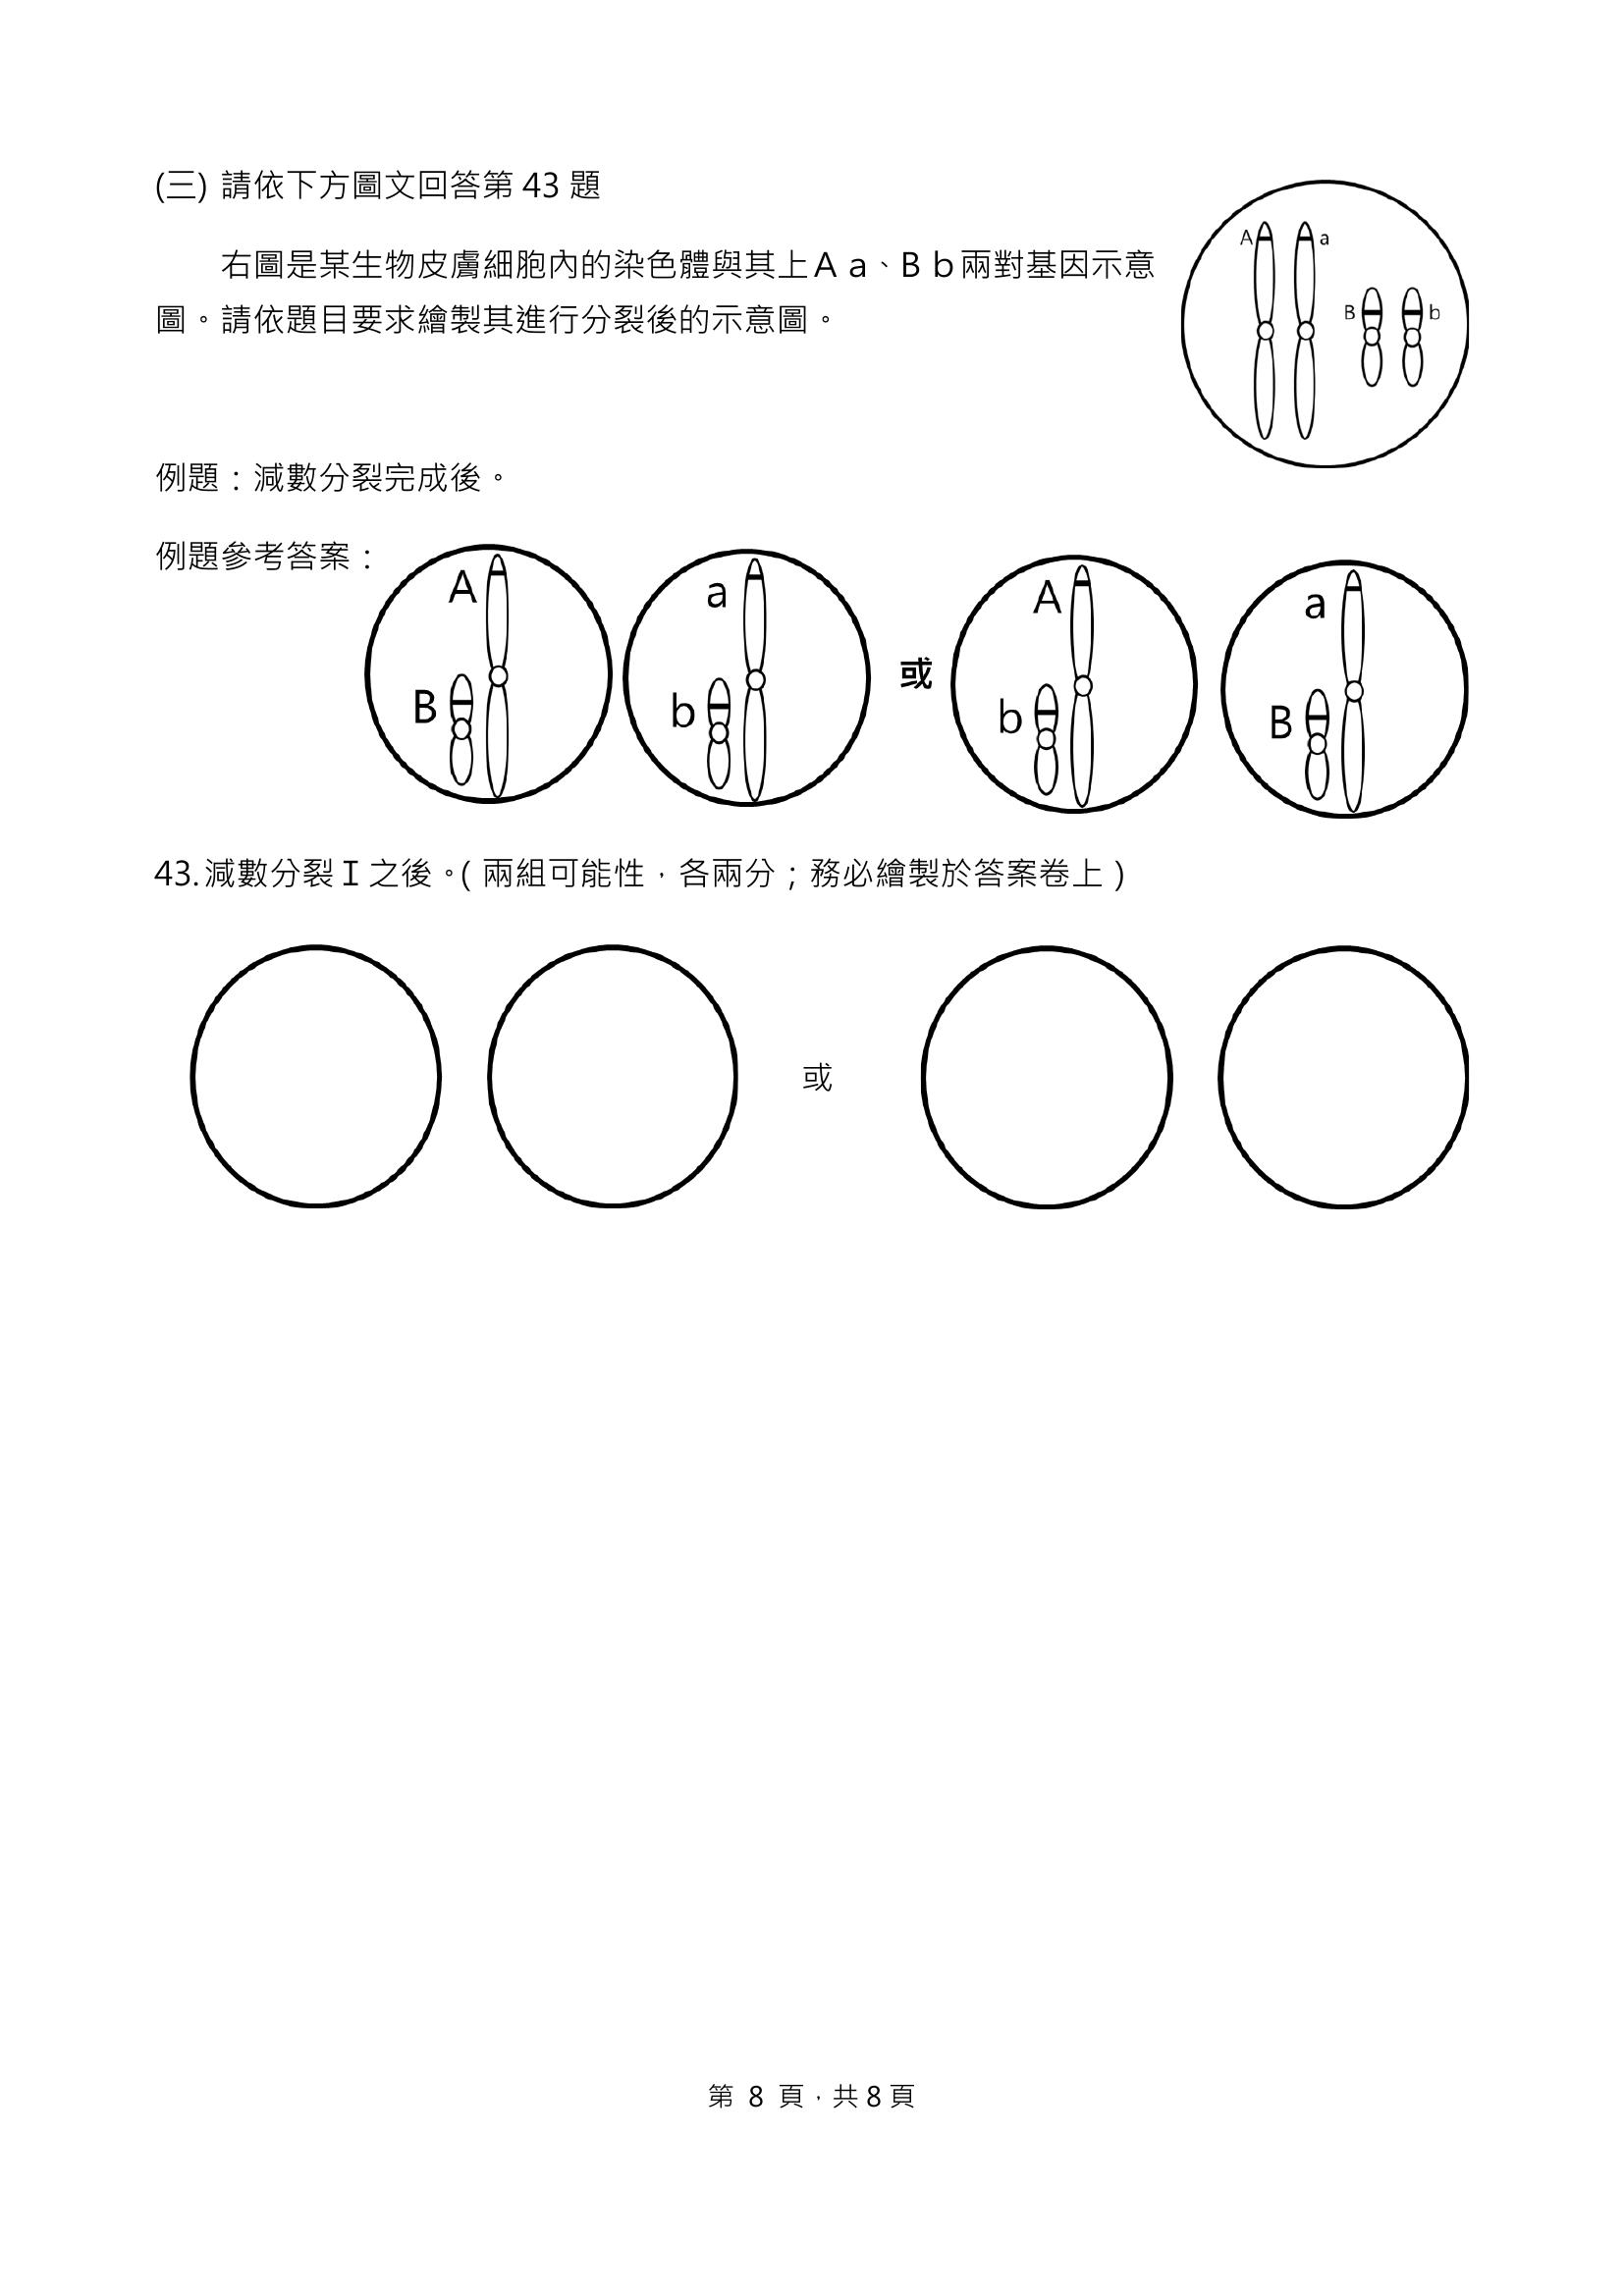 (三) 請依下方圖文回答第 43 題
右圖是某生物皮膚細胞內的染色體與其上A a、B b兩對基因示意
圖。請依題目要求繪製其進行分裂後的示意圖。
A a
B b
例題：減數分裂完成後。
例題參考答案：
A a 或 A a
B b b B
43.減數分裂I之後。(兩組可能性，各兩分；務必繪製於答案卷上)
或
第 8 頁，共8頁